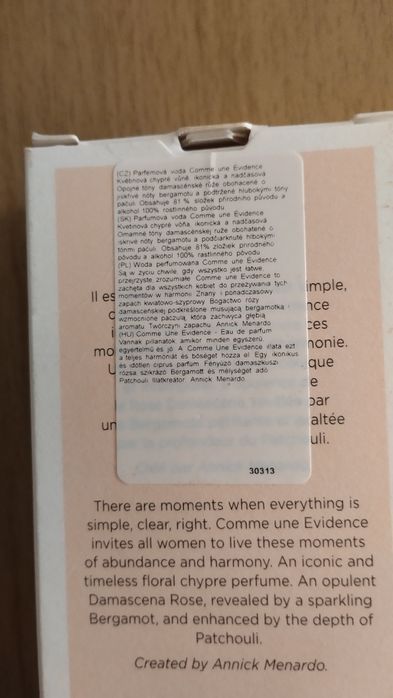 (CZ) Parfémová voda Comme une Evidence
Květinová chypré vůně, ikonická a nadčasová
Opojné tóny damascénské růže obohacené o
jiskřivé nóty bergamotu a podtržené hlubokými tóny
pačuli. Obsahuje 81 % složek přírodního původu a
alkohol 100% rostlinného původu
(SK) Parfumová voda Comme une Evidence
Kvetinová chypre vôňa, ikonická a nadčasová
Omamné tóny damascénskej ruže obohatené o
iskrivé nóty bergamotu a podčiarknuté hlbokými
tónmi pačuli. Obsahuje 81% zložiek prírodného
pôvodu a alkohol 100% rastlinného pôvodu
(PL) Woda perfumowana Comme une Evidence
Są w życiu chwile, gdy wszystko jest łatwe,
przejrzyste zrozumiałe Comme une Evidence to
zachęta dla wszystkich kobiet do przeżywania tych
momentów w harmonii Znany i ponadczasowy
zapach kwiatowo-szyprowy Bogactwo róży
damasceńskiej podkreślone musującą bergamotką i
wzmocnione paczulą, która zachwyca głębią
aromatu Twórczyni zapachu Annick Menardo
(HU) Comme Une Evidence - Eau de parfum
Vannak pillanatok amikor minden egyszerű
egyértelmű és jó. A Comme Une Evidence illata ezt
a teljes harmóniát és bőséget hozza el Egy ikonikus
és időtlen ciprus parfüm Fényűző damaszkuszi
rózsa szikrázó Bergamott és mélységet adó
Patchouli Illatkreátor Annick Menardo
30313
Il es
imple,
nce
ces
mo
onie.
que
e
par
un
altée
uli.
There are moments when everything is
simple, clear, right. Comme une Evidence
invites all women to live these moments
of abundance and harmony. An iconic and
timeless floral chypre perfume. An opulent
Damascena Rose, revealed by a sparkling
Bergamot, and enhanced by the depth of
Patchouli.
Created by Annick Menardo.